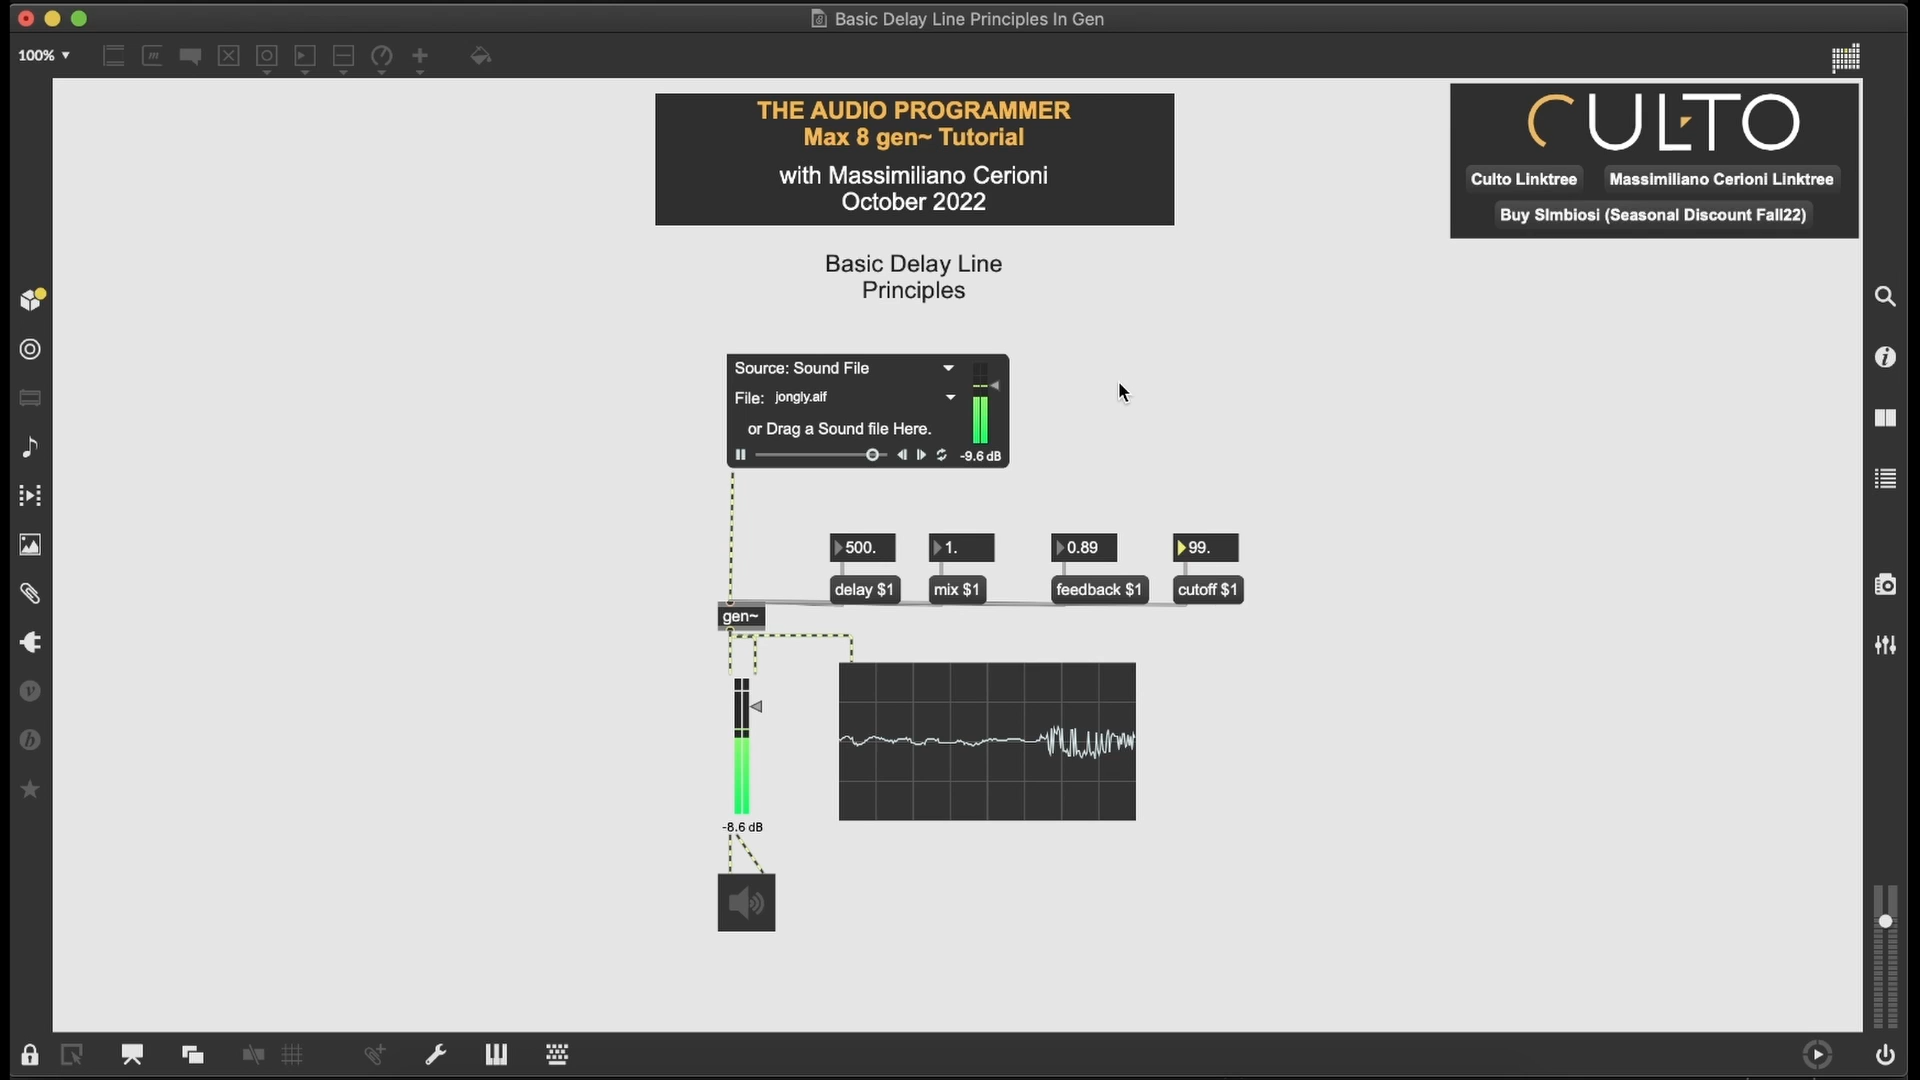 Basic Delay Line Principles In Gen
100%
THE AUDIO PROGRAMMER
Max 8 gen~ Tutorial
with Massimiliano Cerioni
October 2022
CULTO
Culto Linktree
Massimiliano Cerioni Linktree
Buy SImbiosi (Seasonal Discount Fall22)
Basic Delay Line
Principles
Source: Sound File
File: jongly.aif
or Drag a Sound file Here.
-9.6 dB
500.
1.
0.89
99.
delay $1
mix $1
feedback $1
cutoff $1
gen~
-8.6 dB